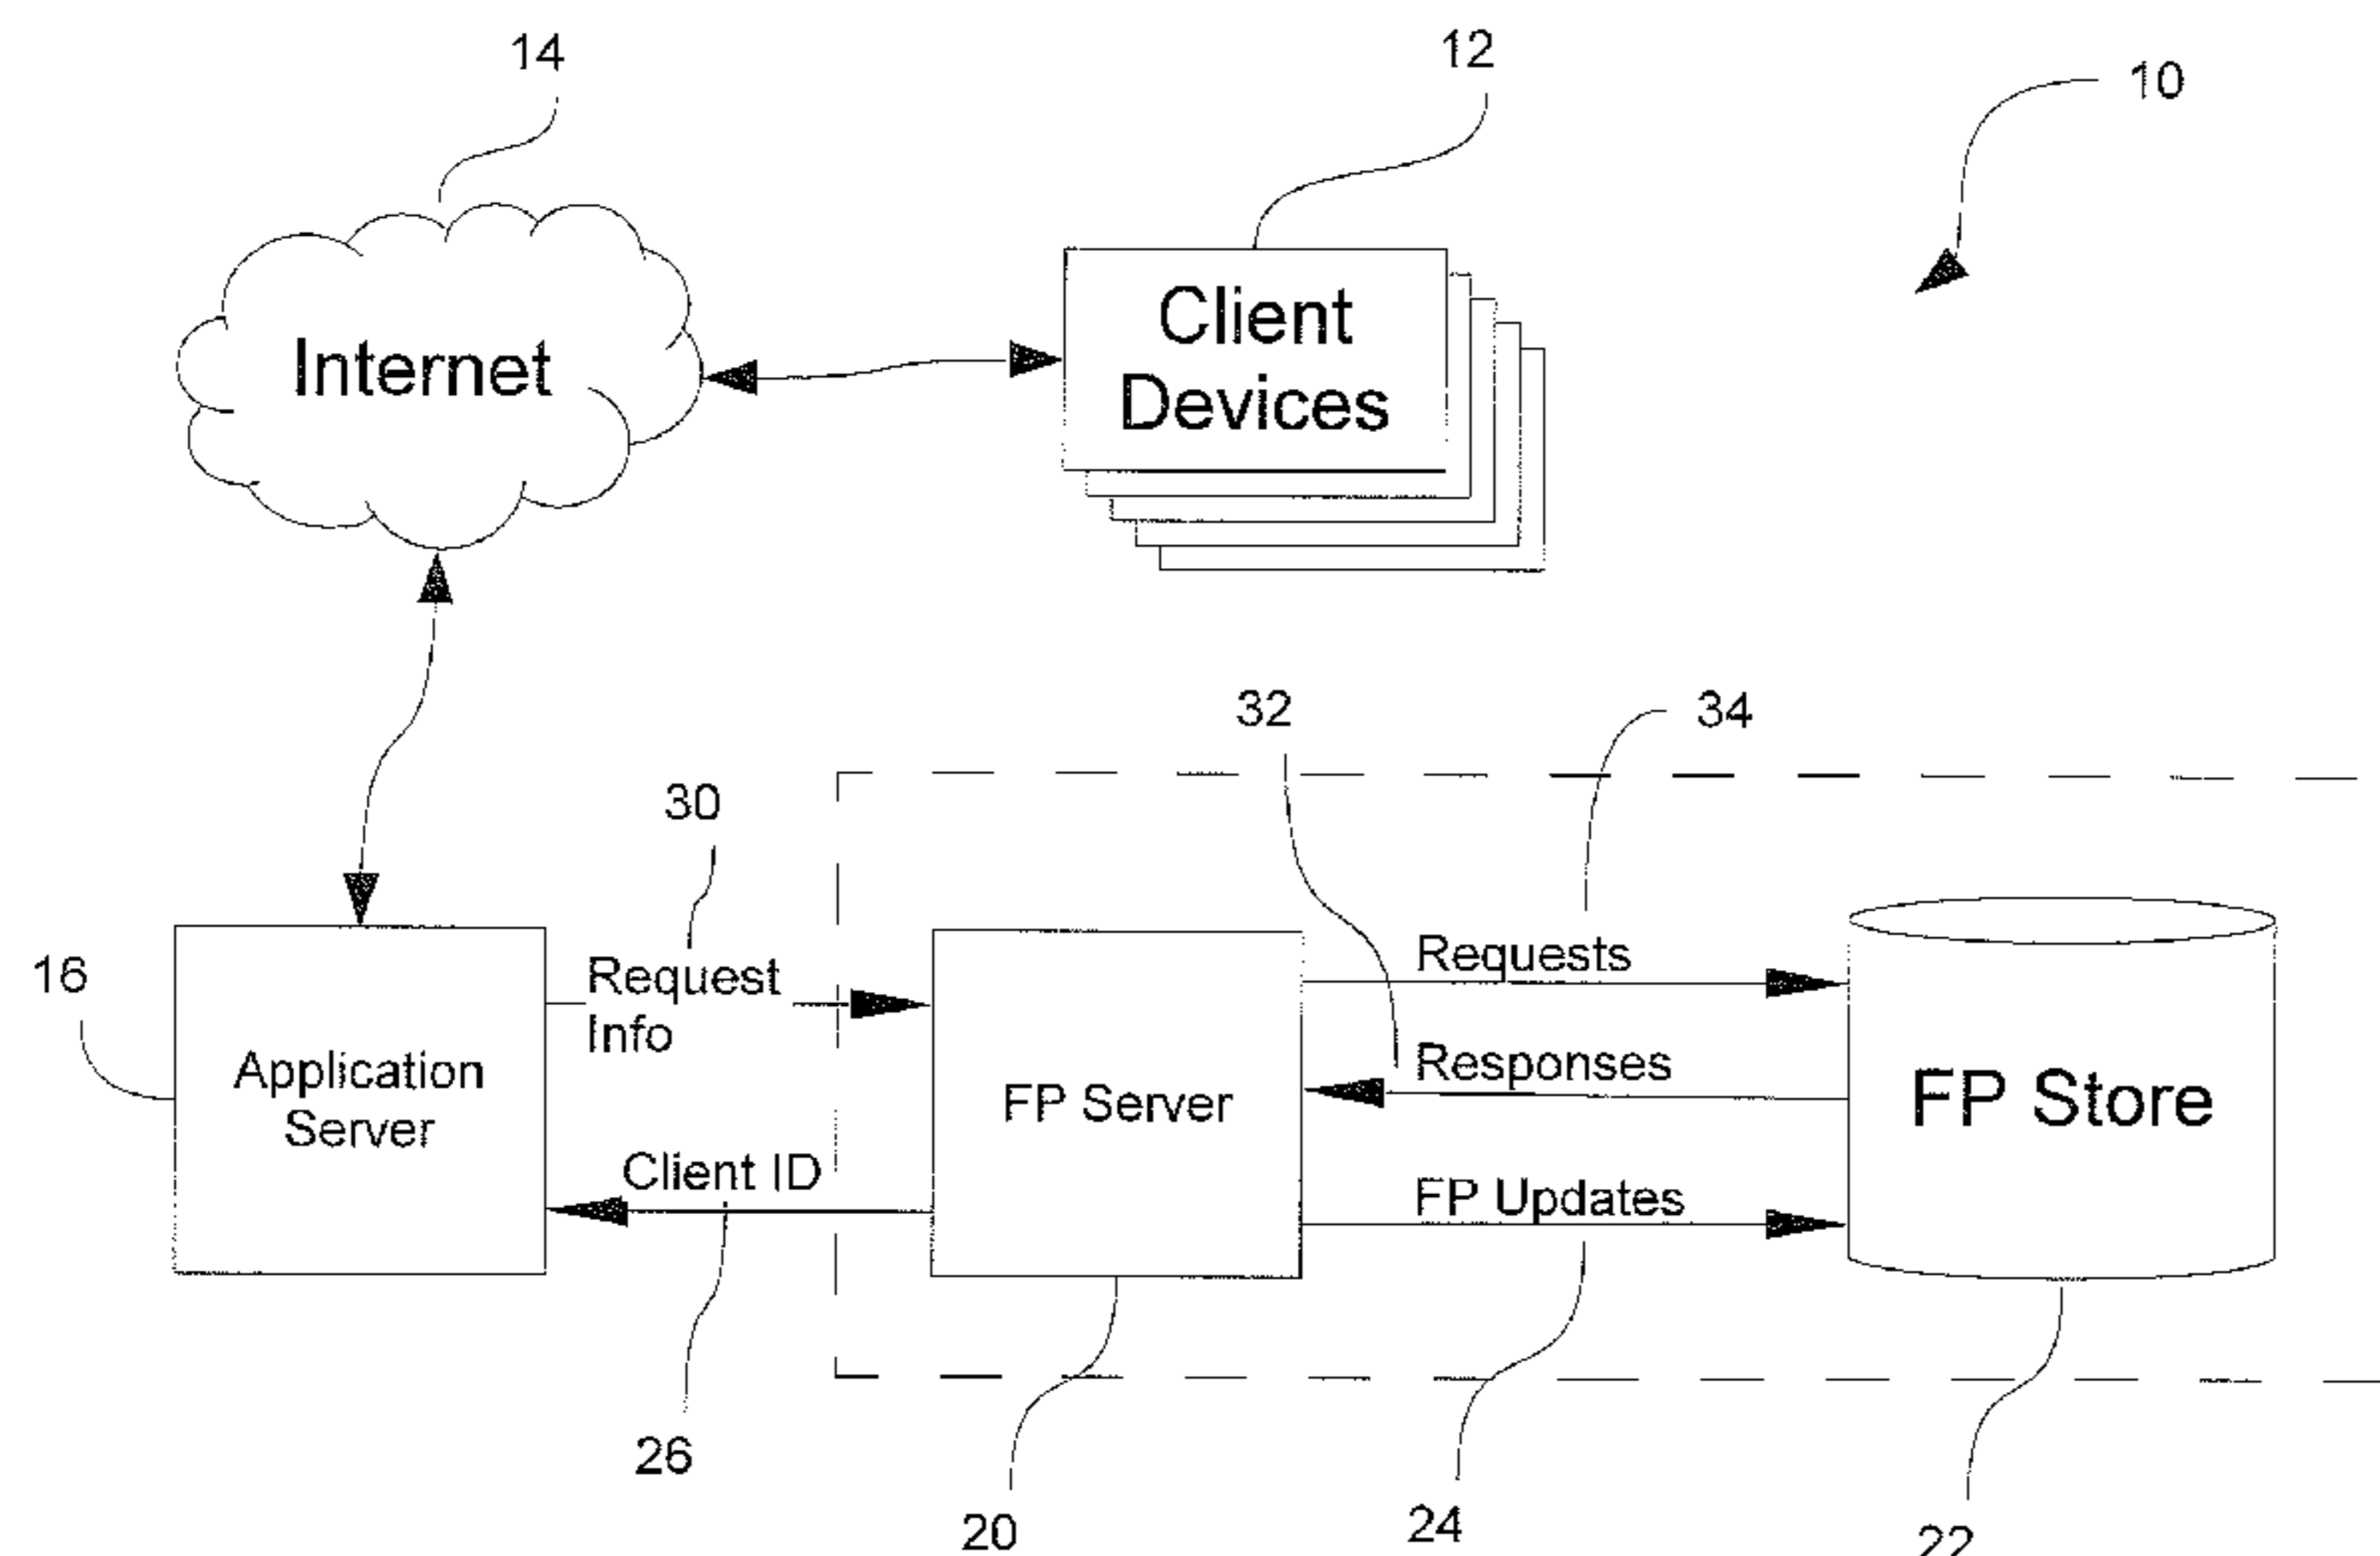 14
12
10
Internet
Client
Devices
32
34
30
16
Request
Info
Application
Server
Client ID
FP Server
Requests
Responses
FP Updates
FP Store
26
20
24
22